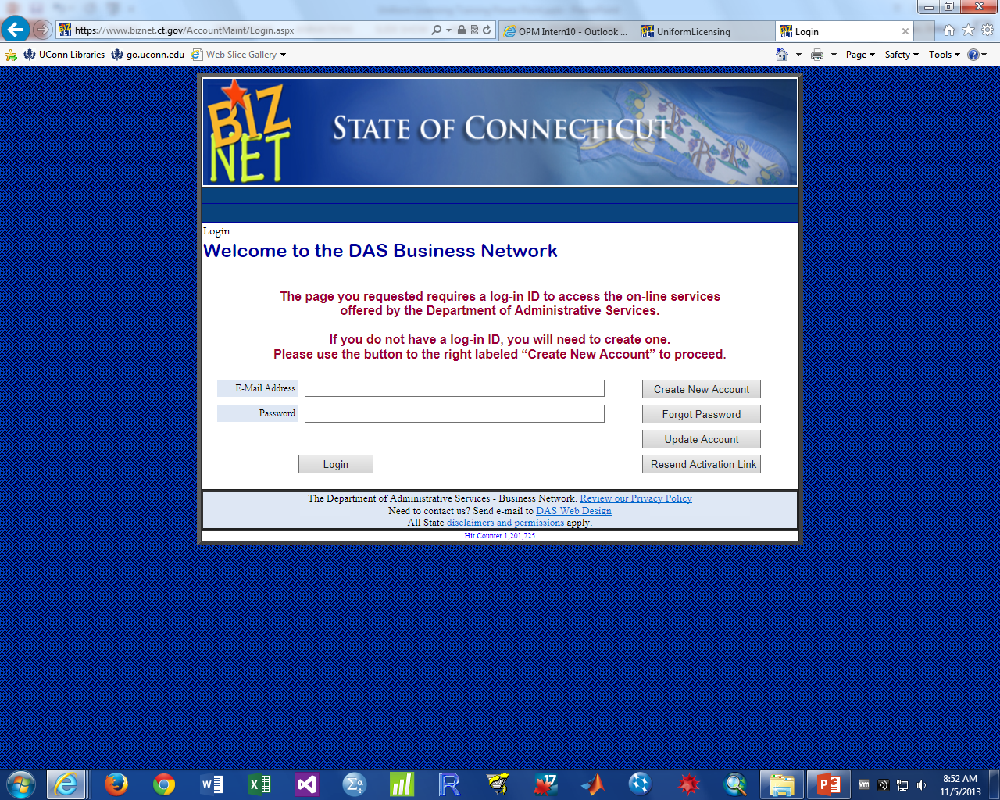 https://www.biznet.ct.gov/AccountMaint/Login.aspx
OPM Intern10 - Outlook ...
UniformLicensing
Login
UConn Libraries
go.uconn.edu
Web Slice Gallery
Page
Safety
Tools
BIZ
NET
STATE OF CONNECTICUT
Login
Welcome to the DAS Business Network
The page you requested requires a log-in ID to access the on-line services
offered by the Department of Administrative Services.
If you do not have a log-in ID, you will need to create one.
Please use the button to the right labeled “Create New Account” to proceed.
E-Mail Address
Create New Account
Password
Forgot Password
Update Account
Login
Resend Activation Link
The Department of Administrative Services - Business Network. Review our Privacy Policy
Need to contact us? Send e-mail to DAS Web Design
All State disclaimers and permissions apply.
Hit Counter 1,201,725
8:52 AM
11/5/2013